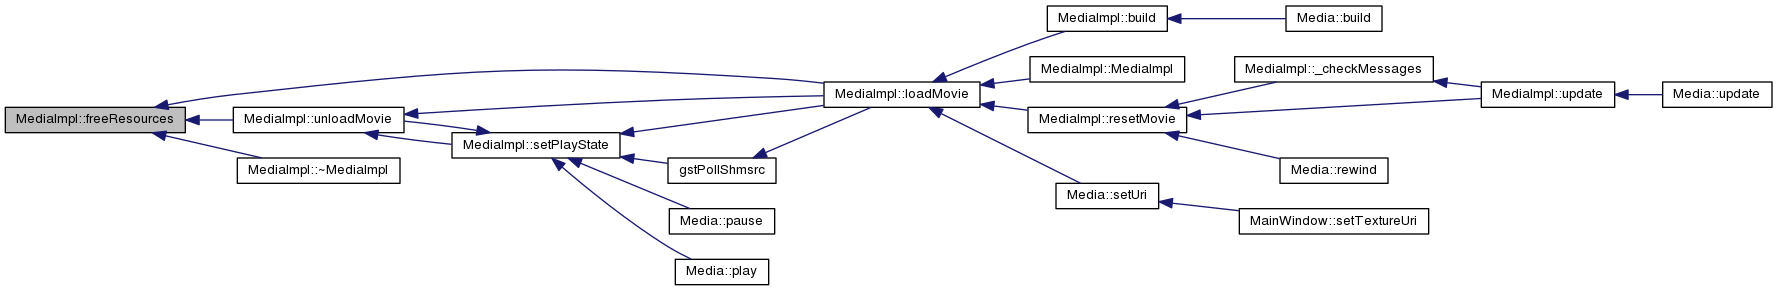 MediaImpl::freeResources
MediaImpl::unloadMovie
MediaImpl::~MediaImpl
MediaImpl::setPlayState
gstPollShmsrc
Media::pause
Media::play
MediaImpl::loadMovie
MediaImpl::build
Media::build
MediaImpl::MediaImpl
MediaImpl::resetMovie
MediaImpl::_checkMessages
MediaImpl::update
Media::update
Media::rewind
Media::setUri
MainWindow::setTextureUri